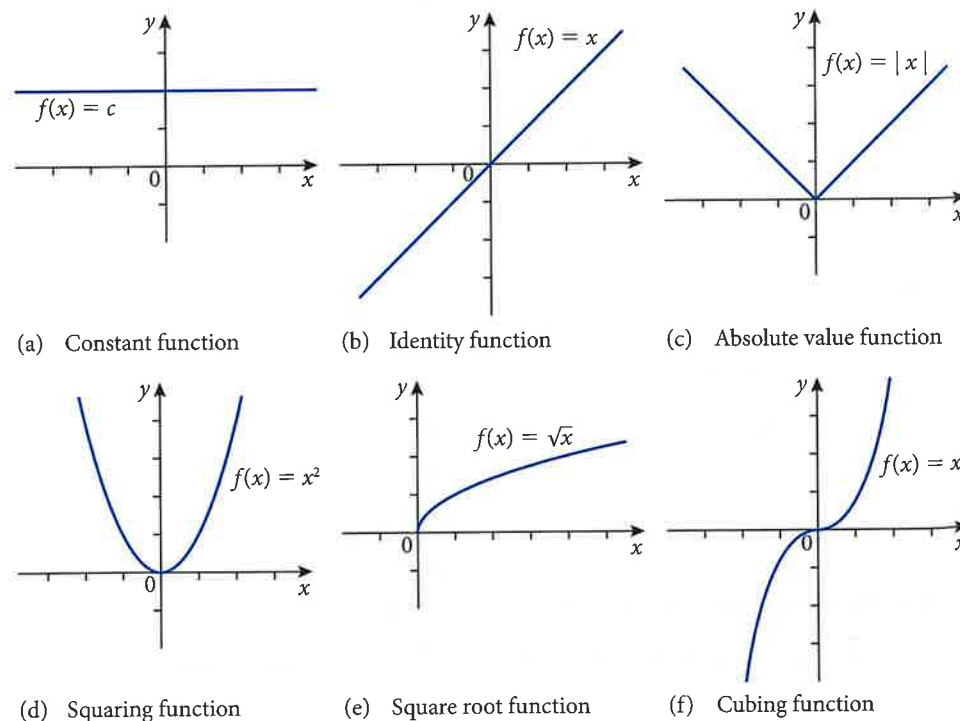 y
f(x) = c
0
x
(a) Constant function
y
f(x) = x
0
x
(b) Identity function
y
f(x) = | x |
0
x
(c) Absolute value function
y
f(x) = x²
0
x
(d) Squaring function
y
f(x) = √x
0
x
(e) Square root function
y
f(x) = x
0
x
(f) Cubing function